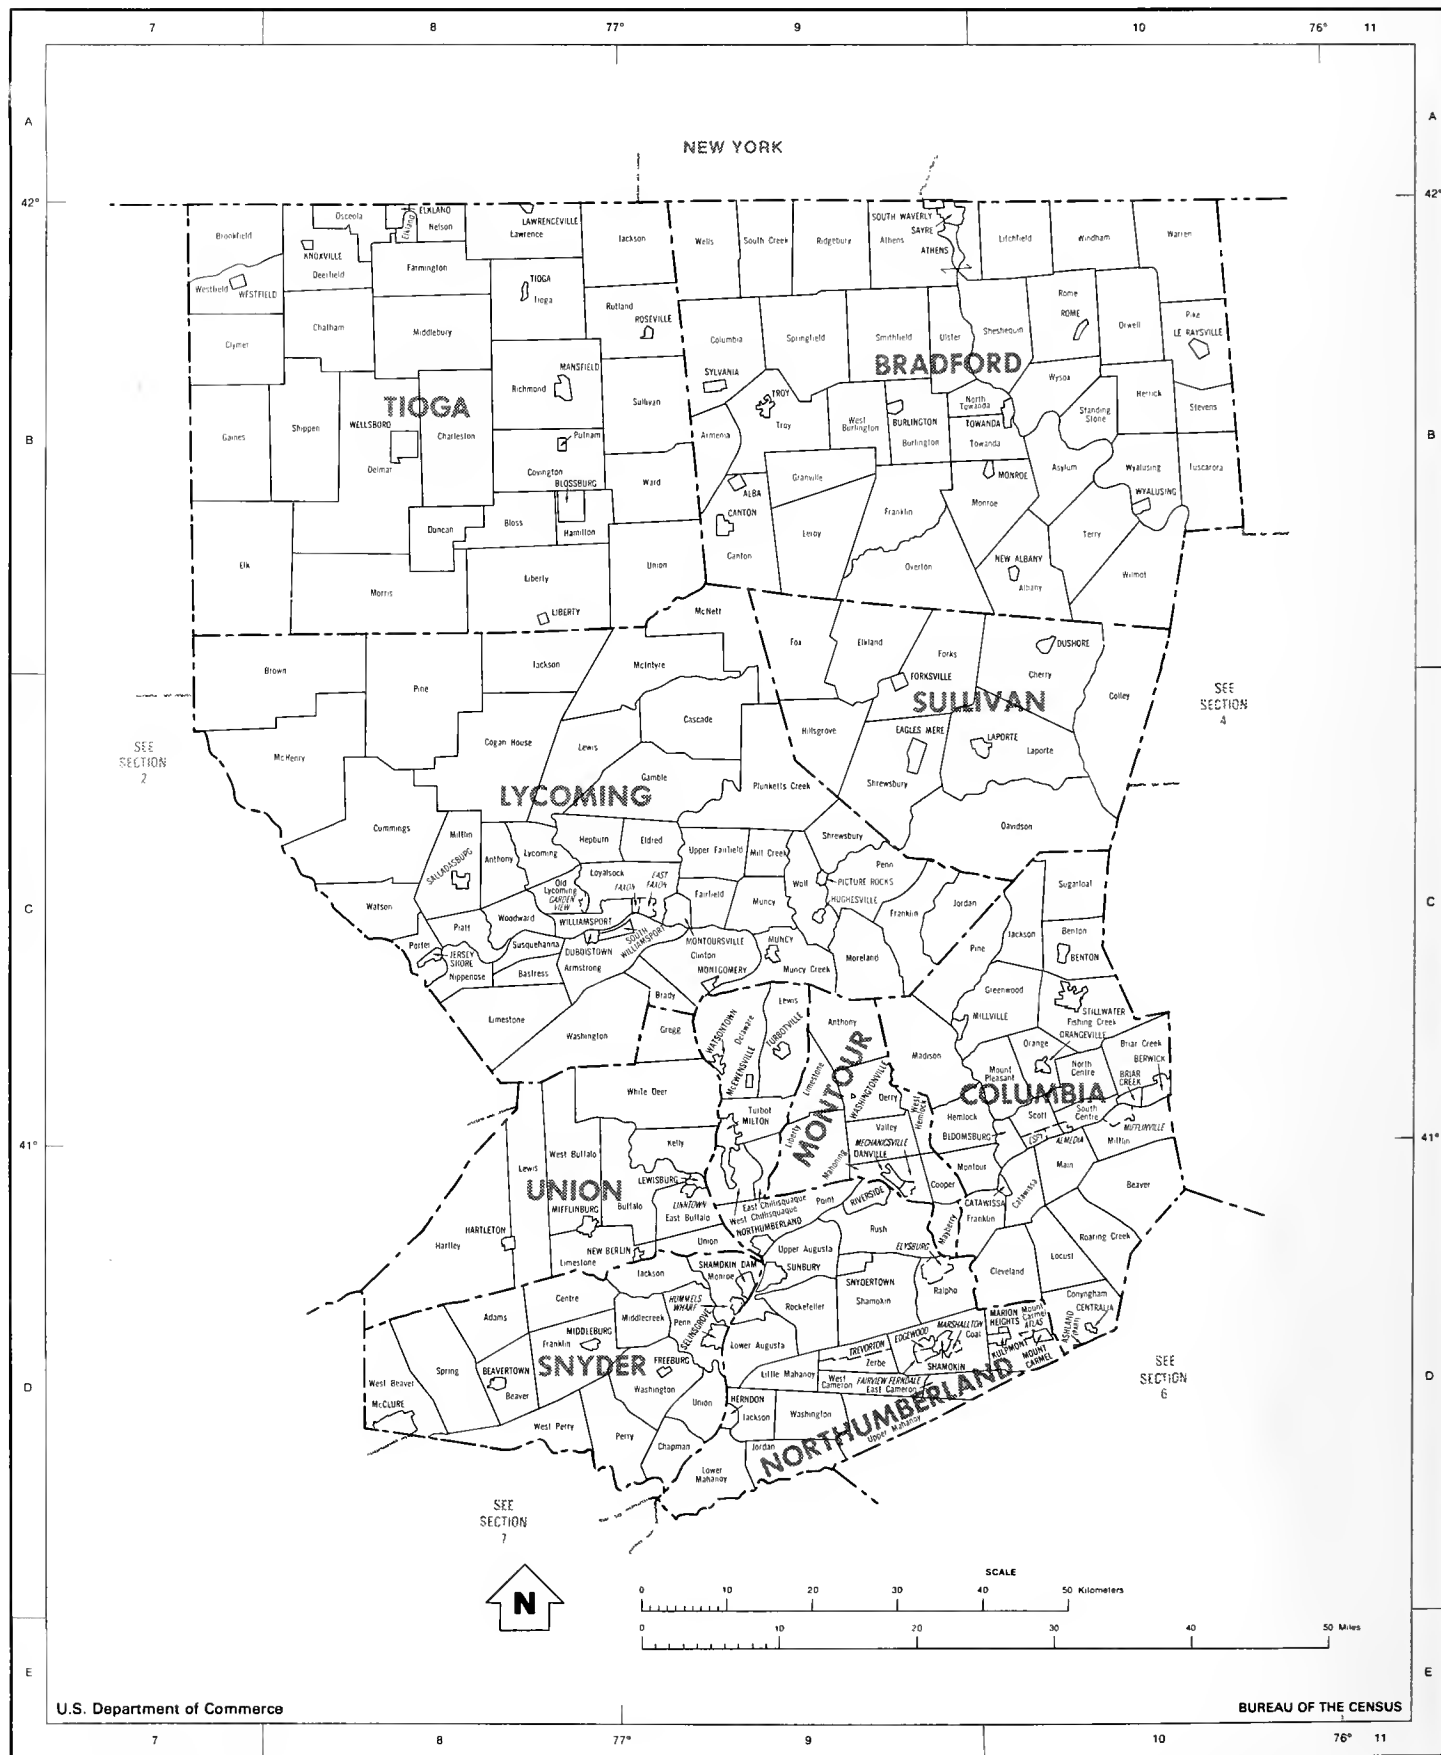 7 8 77° 9 10 76° 11
A A
NEW YORK
42° 42°
Brookfield
Osceola
ELKLAND
Elkland
Nelson
LAWRENCEVILLE
Lawrence
Jackson
KNOXVILLE
Deerfield
Farmington
Westfield
WESTFIELD
TIOGA
Tioga
Rutland
ROSEVILLE
Clymer
Chatham
Middlebury
MANSFIELD
Richmond
Sullivan
TIOGA
Gaines
Shippen
WELLSBORO
Delmar
Charleston
Putnam
Covington
BLOSSBURG
Ward
Duncan
Bloss
Hamilton
Elk
Morris
Liberty
LIBERTY
Union
Wells
South Creek
Ridgebury
SOUTH WAVERLY
Athens
SAYRE
ATHENS
Litchfield
Windham
Warren
Columbia
Springfield
Smithfield
Ulster
Sheshequin
Rome
ROME
Orwell
Pike
LE RAYSVILLE
BRADFORD
SYLVANIA
TROY
Troy
Armenia
West Burlington
BURLINGTON
Burlington
North Towanda
TOWANDA
Towanda
Wysox
Standing Stone
Herrick
Stevens
B B
ALBA
CANTON
Canton
Granville
Leroy
Franklin
MONROE
Monroe
Asylum
Wyalusing
WYALUSING
Tuscarora
Overton
NEW ALBANY
Albany
Terry
Wilmot
McNett
Fox
Elkland
Forks
DUSHORE
Cherry
Colley
FORKSVILLE
SULLIVAN
Hillsgrove
EAGLES MERE
LAPORTE
Laporte
Shrewsbury
Davidson
SEE
SECTION
4
SEE
SECTION
2
Brown
Pine
Jackson
McIntyre
Cascade
McHenry
Cogan House
Lewis
Gamble
Plunketts Creek
LYCOMING
Cummings
Mifflin
SALLADASBURG
Anthony
Lycoming
Hepburn
Eldred
Upper Fairfield
Mill Creek
Shrewsbury
Penn
Old Lycoming
GARDEN VIEW
Loyalsock
FAXON
EAST FAXON
Fairfield
Muncy
Wolf
PICTURE ROCKS
HUGHESVILLE
Franklin
Jordan
C C
Watson
Piatt
Woodward
WILLIAMSPORT
Porter
JERSEY SHORE
Nippenose
Susquehanna
Bastress
DUBOISTOWN
Armstrong
SOUTH WILLIAMSPORT
MONTOURSVILLE
Clinton
MONTGOMERY
MUNCY
Muncy Creek
Moreland
Limestone
Washington
Brady
Gregg
Pine
Jackson
Sugarloaf
Benton
BENTON
Greenwood
MILLVILLE
STILLWATER
Fishing Creek
ORANGEVILLE
Orange
Briar Creek
BERWICK
North Centre
BRIAR CREEK
Madison
Mount Pleasant
COLUMBIA
Hemlock
BLOOMSBURG
Scott
South Centre
ESPY
ALMEDIA
MIFFLINVILLE
Mifflin
Montour
CATAWISSA
Catawissa
Main
Beaver
Franklin
Cleveland
Locust
Roaring Creek
Conyngham
CENTRALIA
ASHLAND (PART)
WATSONTOWN
Delaware
McEWENSVILLE
Lewis
TURBOTVILLE
Anthony
Limestone
MONTOUR
WASHINGTONVILLE
Derry
West Hemlock
Valley
Liberty
Mahoning
MECHANICSVILLE
DANVILLE
Cooper
Mayberry
Turbot
MILTON
East Chillisquaque
West Chillisquaque
NORTHUMBERLAND
Point
RIVERSIDE
Rush
ELYSBURG
41° 41°
White Deer
Kelly
West Buffalo
Lewis
LEWISBURG
LINNTOWN
UNION
MIFFLINBURG
Buffalo
East Buffalo
HARTLETON
Hartley
NEW BERLIN
Limestone
Union
Upper Augusta
SUNBURY
SNYDERTOWN
Shamokin
Ralpho
Rockefeller
Lower Augusta
Jackson
SHAMOKIN DAM
Monroe
HUMMELS WHARF
SELINSGROVE
Centre
Adams
Middlecreek
Penn
MIDDLEBURG
Franklin
SNYDER
FREEBURG
BEAVERTOWN
Beaver
Spring
West Beaver
McCLURE
Washington
Union
West Perry
Perry
Chapman
Little Mahanoy
TREVORTON
Zerbe
EDGEWOOD
MARSHALLTON
Coal
SHAMOKIN
MARION HEIGHTS
Mount Carmel
ATLAS
KULPMONT
MOUNT CARMEL
West Cameron
FAIRVIEW FERNDALE
East Cameron
HERNDON
Jackson
Washington
Jordan
Lower Mahanoy
Upper Mahanoy
NORTHUMBERLAND
D D
SEE
SECTION
6
SEE
SECTION
7
N
SCALE
0 10 20 30 40 50 Kilometers
0 10 20 30 40 50 Miles
E E
U.S. Department of Commerce
BUREAU OF THE CENSUS
7 8 77° 9 10 76° 11